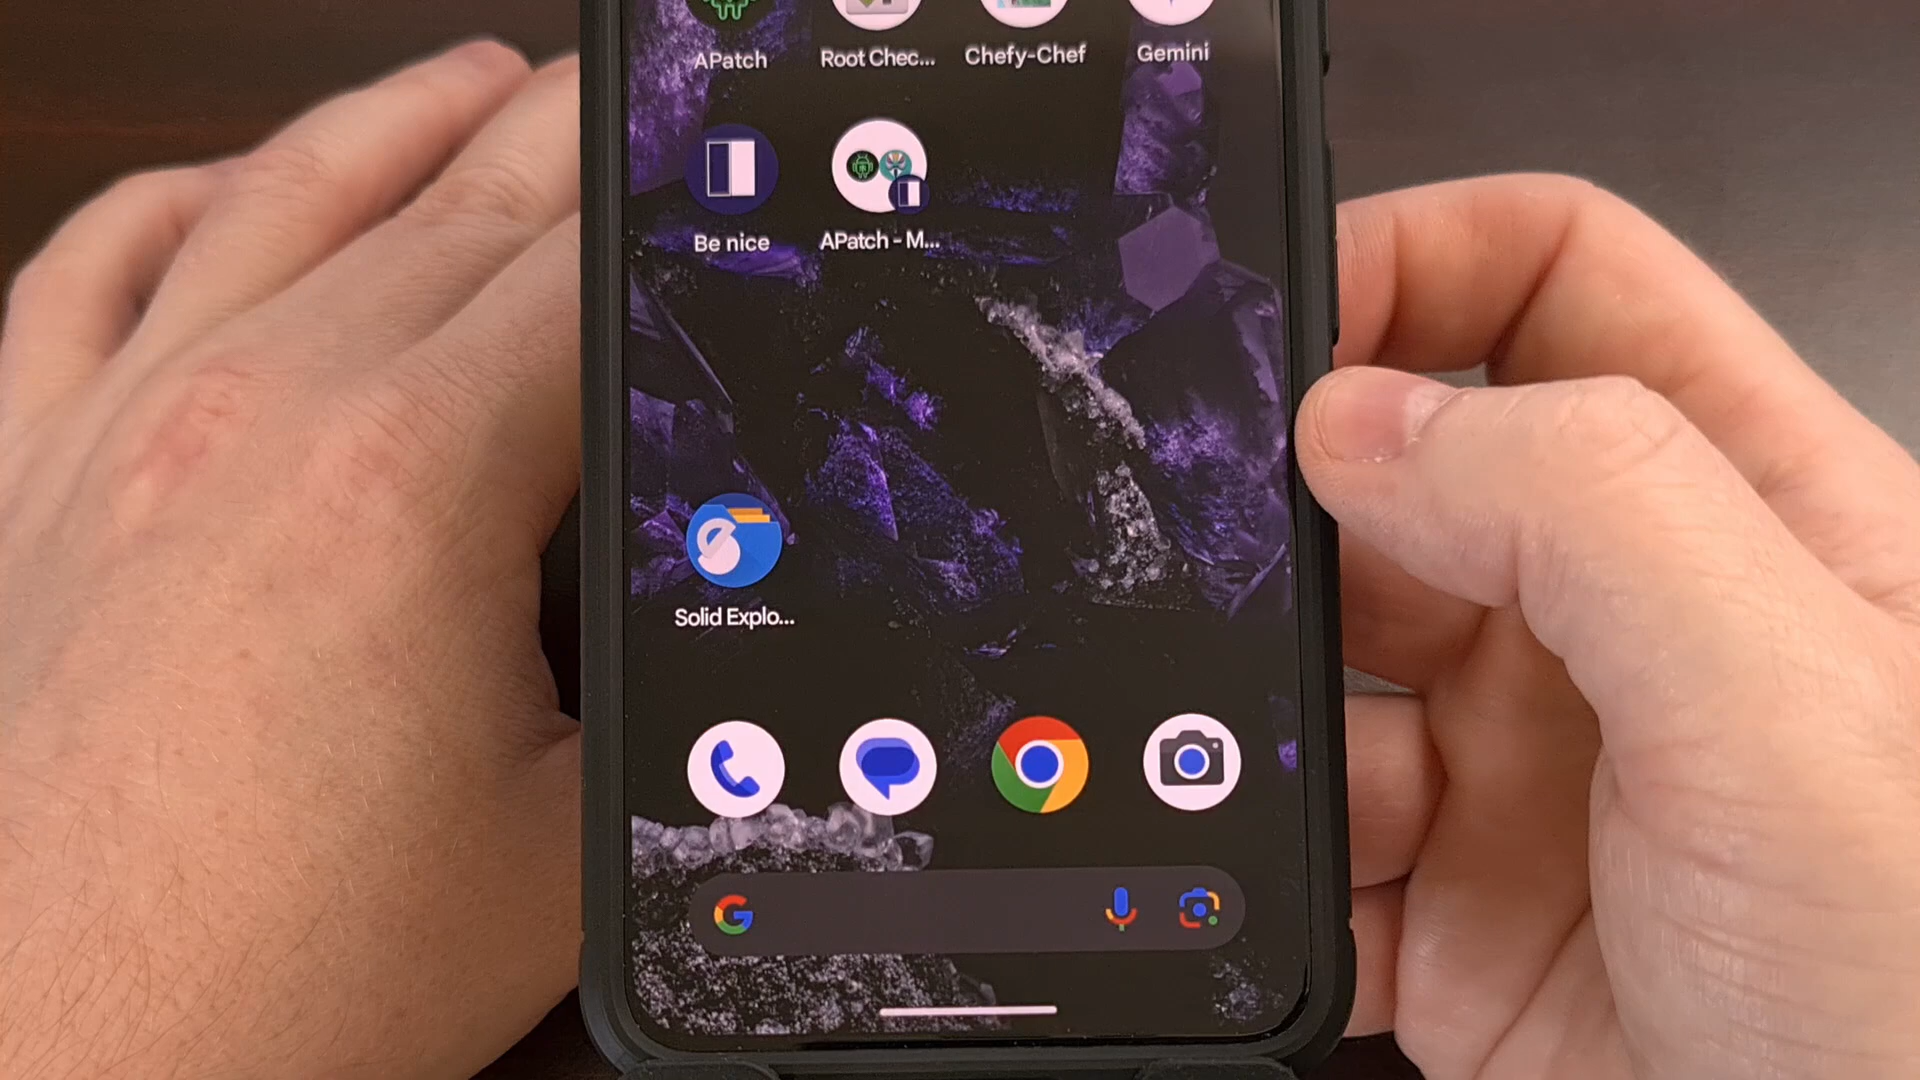 APatch
Root Chec...
Chefy-Chef
Gemini
Be nice
APatch - M...
Solid Explo...